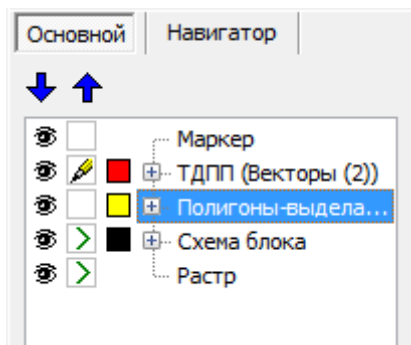 Основной Навигатор
Маркер
ТДПП (Векторы (2))
Полигоны-выдела...
Схема блока
Растр